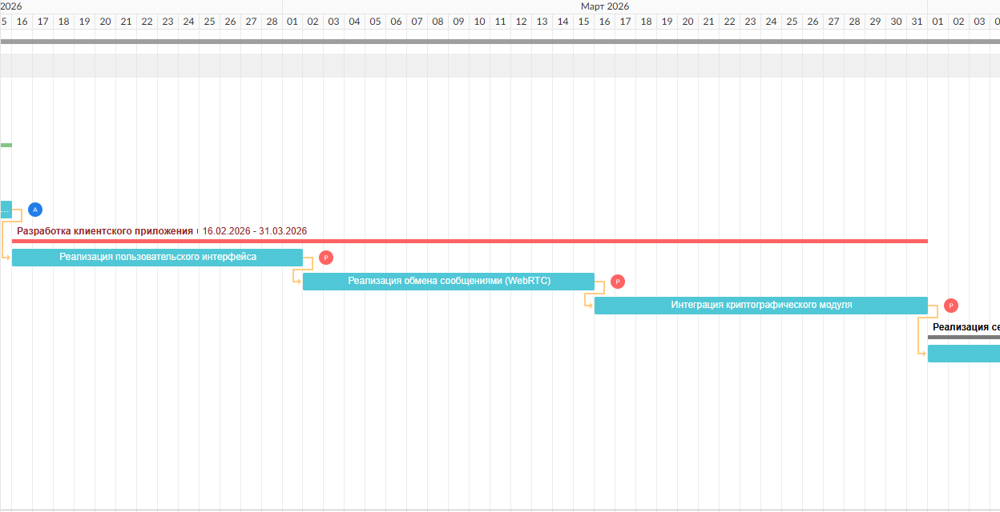 2026 Март 2026
5 16 17 18 19 20 21 22 23 24 25 26 27 28 01 02 03 04 05 06 07 08 09 10 11 12 13 14 15 16 17 18 19 20 21 22 23 24 25 26 27 28 29 30 31 01 02 03 0
... A
Разработка клиентского приложения 16.02.2026 - 31.03.2026
Реализация пользовательского интерфейса P
Реализация обмена сообщениями (WebRTC) P
Интеграция криптографического модуля P
Реализация се